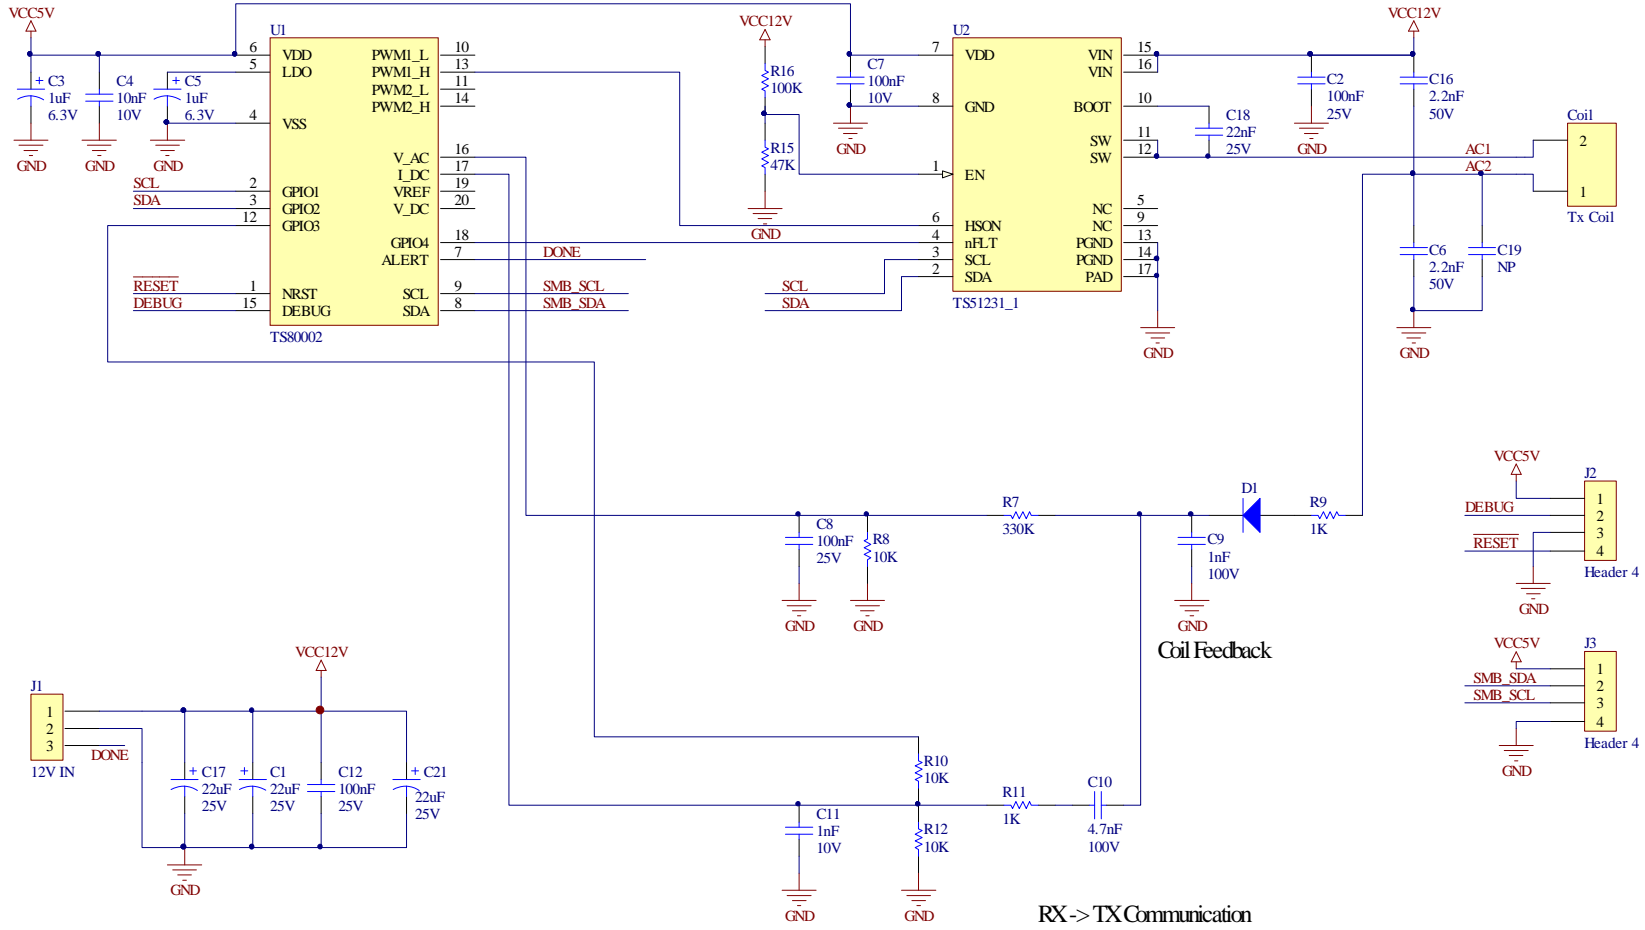 VCC5V
C3
1uF
6.3V
GND
C4
10nF
10V
GND
C5
1uF
6.3V
GND
U1
6 VDD PWM1_L 10
5 LDO PWM1_H 13
PWM2_L 11
PWM2_H 14
4 VSS
V_AC 16
I_DC 17
SCL 2 GPIO1 VREF 19
SDA 3 GPIO2 V_DC 20
12 GPIO3
GPIO4 18
ALERT 7 DONE
RESET 1 NRST SCL 9 SMB_SCL
DEBUG 15 DEBUG SDA 8 SMB_SDA
TS80002
VCC12V
R16
100K
R15
47K
GND
C7
100nF
10V
GND
U2
7 VDD VIN 15
VIN 16
8 GND BOOT 10
SW 11
SW 12
1 EN
NC 5
6 HSON NC 9
4 nFLT PGND 13
SCL 3 SCL PGND 14
SDA 2 SDA PAD 17
TS51231_1
GND
C18
22nF
25V
VCC12V
C2
100nF
25V
GND
C16
2.2nF
50V
AC1
AC2
Coil
2
1
Tx Coil
C6
2.2nF
50V
C19
NP
GND
C8
100nF
25V
GND
R8
10K
GND
R7
330K
C9
1nF
100V
GND
D1
R9
1K
Coil Feedback
VCC5V
J2
1
DEBUG 2
3
RESET 4
Header 4
GND
VCC5V
J3
1
SMB_SDA 2
SMB_SCL 3
4
Header 4
GND
VCC12V
J1
1
2
3 DONE
12V IN
C17
22uF
25V
C1
22uF
25V
C12
100nF
25V
C21
22uF
25V
GND
R10
10K
C11
1nF
10V
GND
R12
10K
GND
R11
1K
C10
4.7nF
100V
RX -> TX Communication